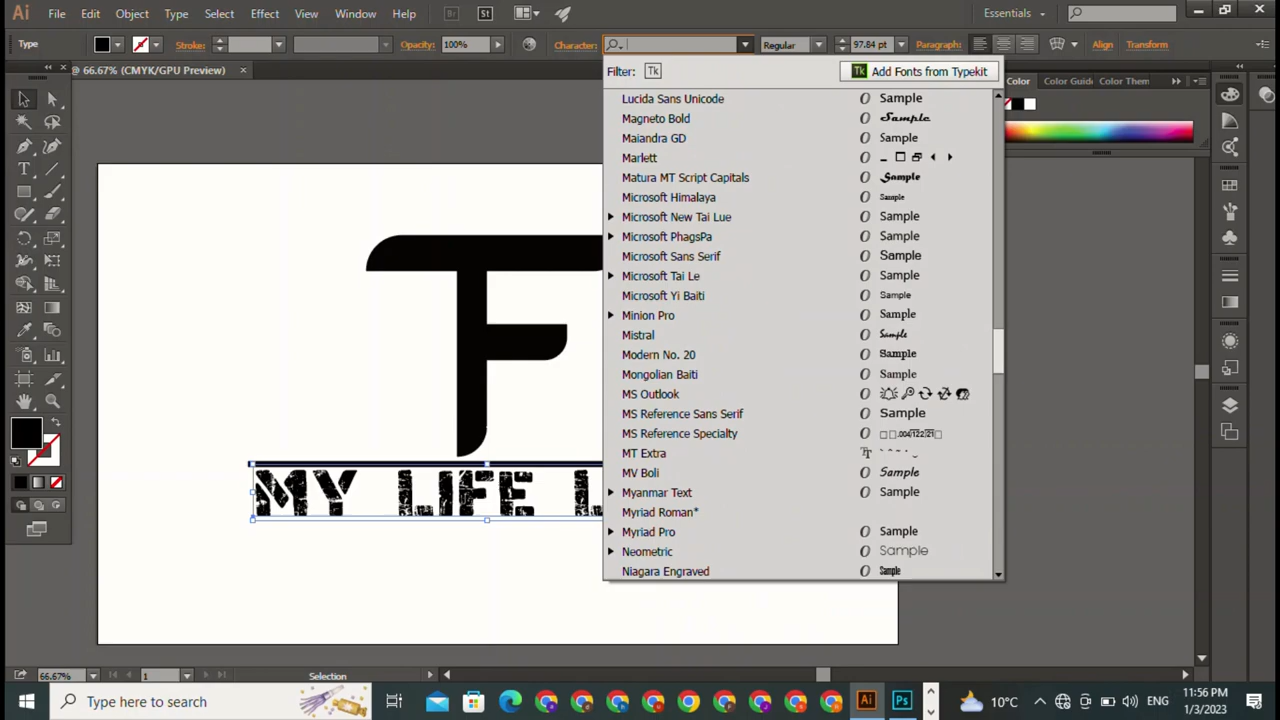 Ai File Edit Object Type Select Effect View Window Help Br St Essentials
Type Stroke: Opacity: 100% Character: Regular 97.84 pt Paragraph: Align Transform
@ 66.67% (CMYK/GPU Preview) ×
Filter: Tk Tk Add Fonts from Typekit
Color Color Guide Color Them
Lucida Sans Unicode O Sample
Magneto Bold O Sample
Maiandra GD O Sample
Marlett O
Matura MT Script Capitals O Sample
Microsoft Himalaya O Sample
Microsoft New Tai Lue O Sample
Microsoft PhagsPa O Sample
Microsoft Sans Serif O Sample
Microsoft Tai Le O Sample
Microsoft Yi Baiti O Sample
Minion Pro O Sample
Mistral O Sample
Modern No. 20 O Sample
Mongolian Baiti O Sample
MS Outlook O
MS Reference Sans Serif O Sample
MS Reference Specialty O
MT Extra
MV Boli O Sample
Myanmar Text O Sample
Myriad Roman*
Myriad Pro O Sample
Neometric O Sample
Niagara Engraved O Sample
F
MY LIFE L
66.67% 1 Selection
Type here to search Ai Ps 10°C ENG 11:56 PM
1/3/2023